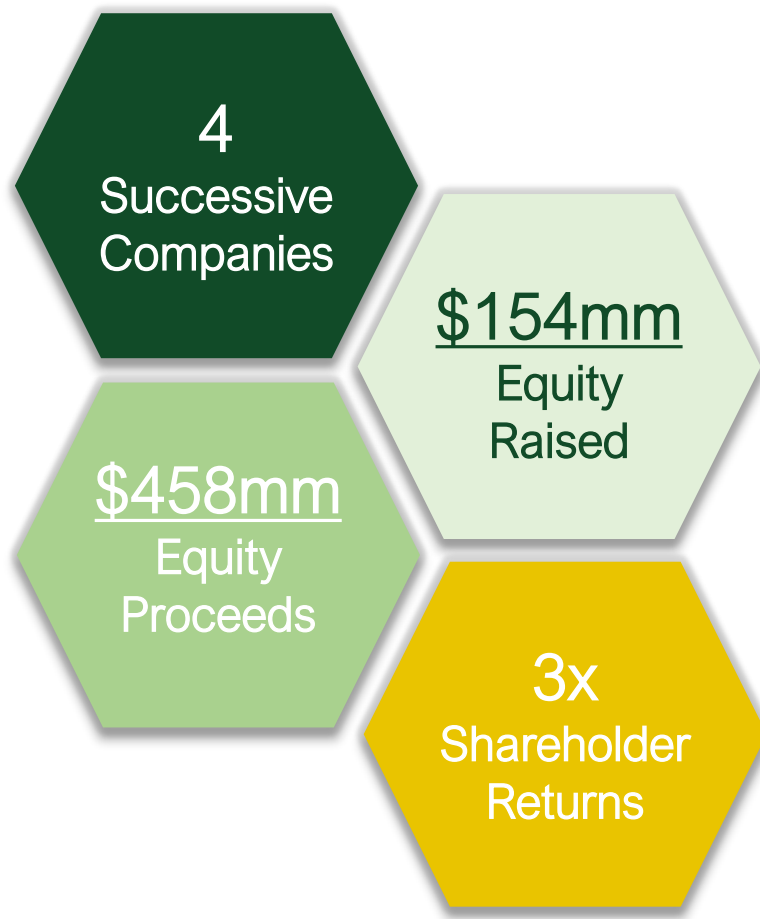 4
Successive
Companies
$154mm
Equity
Raised
$458mm
Equity
Proceeds
3x
Shareholder
Returns